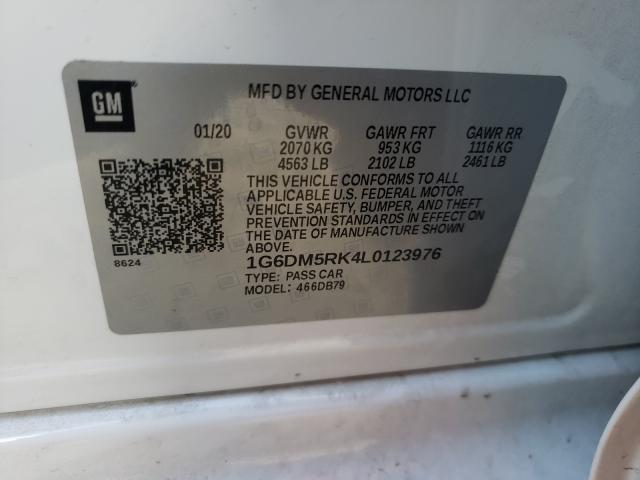 GM
MFD BY GENERAL MOTORS LLC
01/20 GVWR GAWR FRT GAWR RR
2070 KG 953 KG 1116 KG
4563 LB 2102 LB 2461 LB
THIS VEHICLE CONFORMS TO ALL
APPLICABLE U.S. FEDERAL MOTOR
VEHICLE SAFETY, BUMPER, AND THEFT
PREVENTION STANDARDS IN EFFECT ON
THE DATE OF MANUFACTURE SHOWN
ABOVE.
8624
1G6DM5RK4L0123976
TYPE: PASS CAR
MODEL: 466DB79